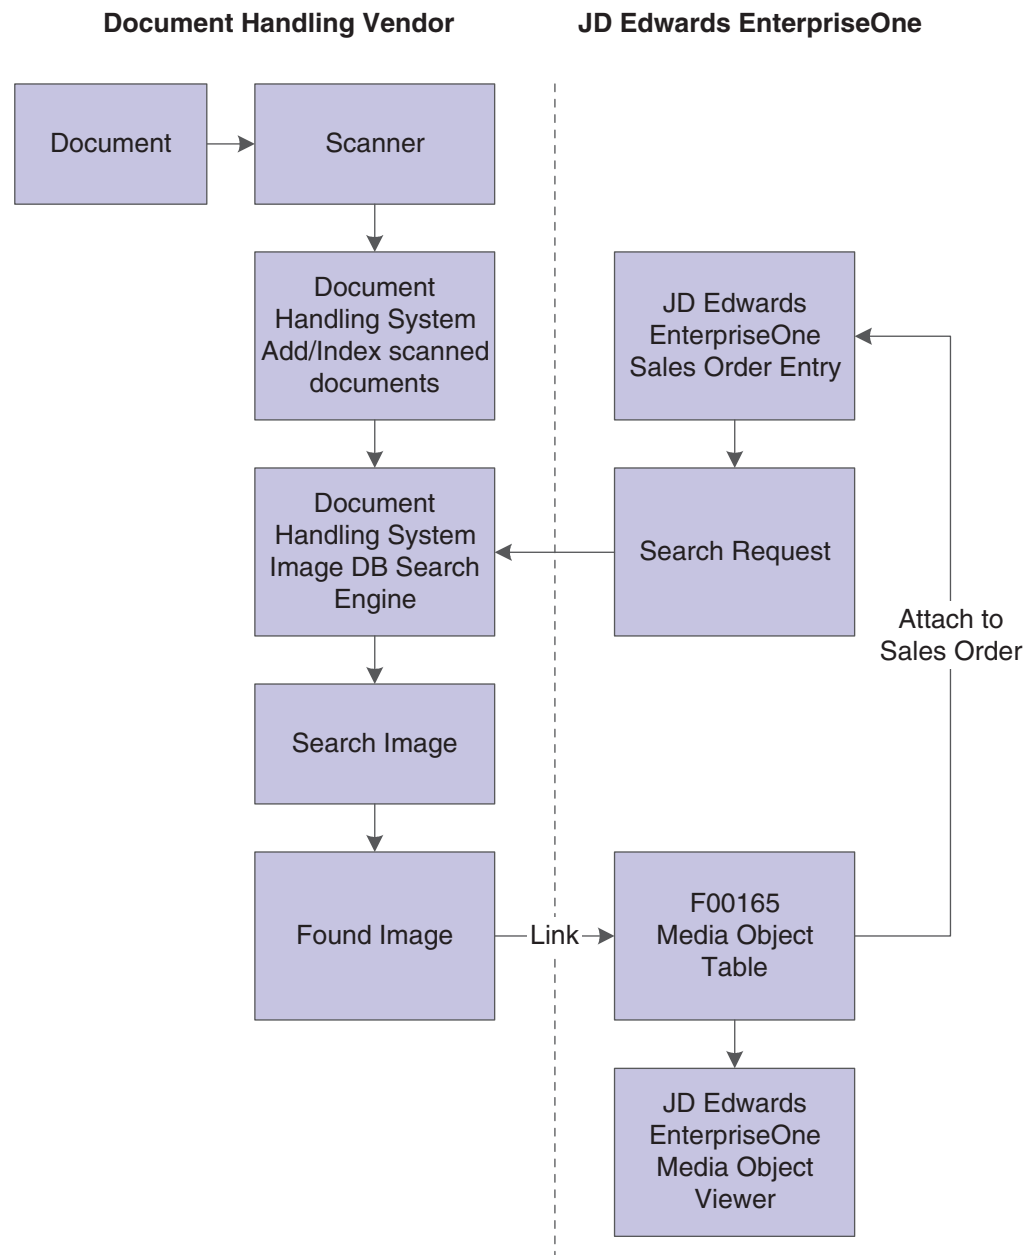 Document Handling Vendor
JD Edwards EnterpriseOne
Document
Scanner
Document
Handling System
Add/Index scanned
documents
JD Edwards
EnterpriseOne
Sales Order Entry
Document
Handling System
Image DB Search
Engine
Search Request
Attach to
Sales Order
Search Image
Found Image
Link
F00165
Media Object
Table
JD Edwards
EnterpriseOne
Media Object
Viewer